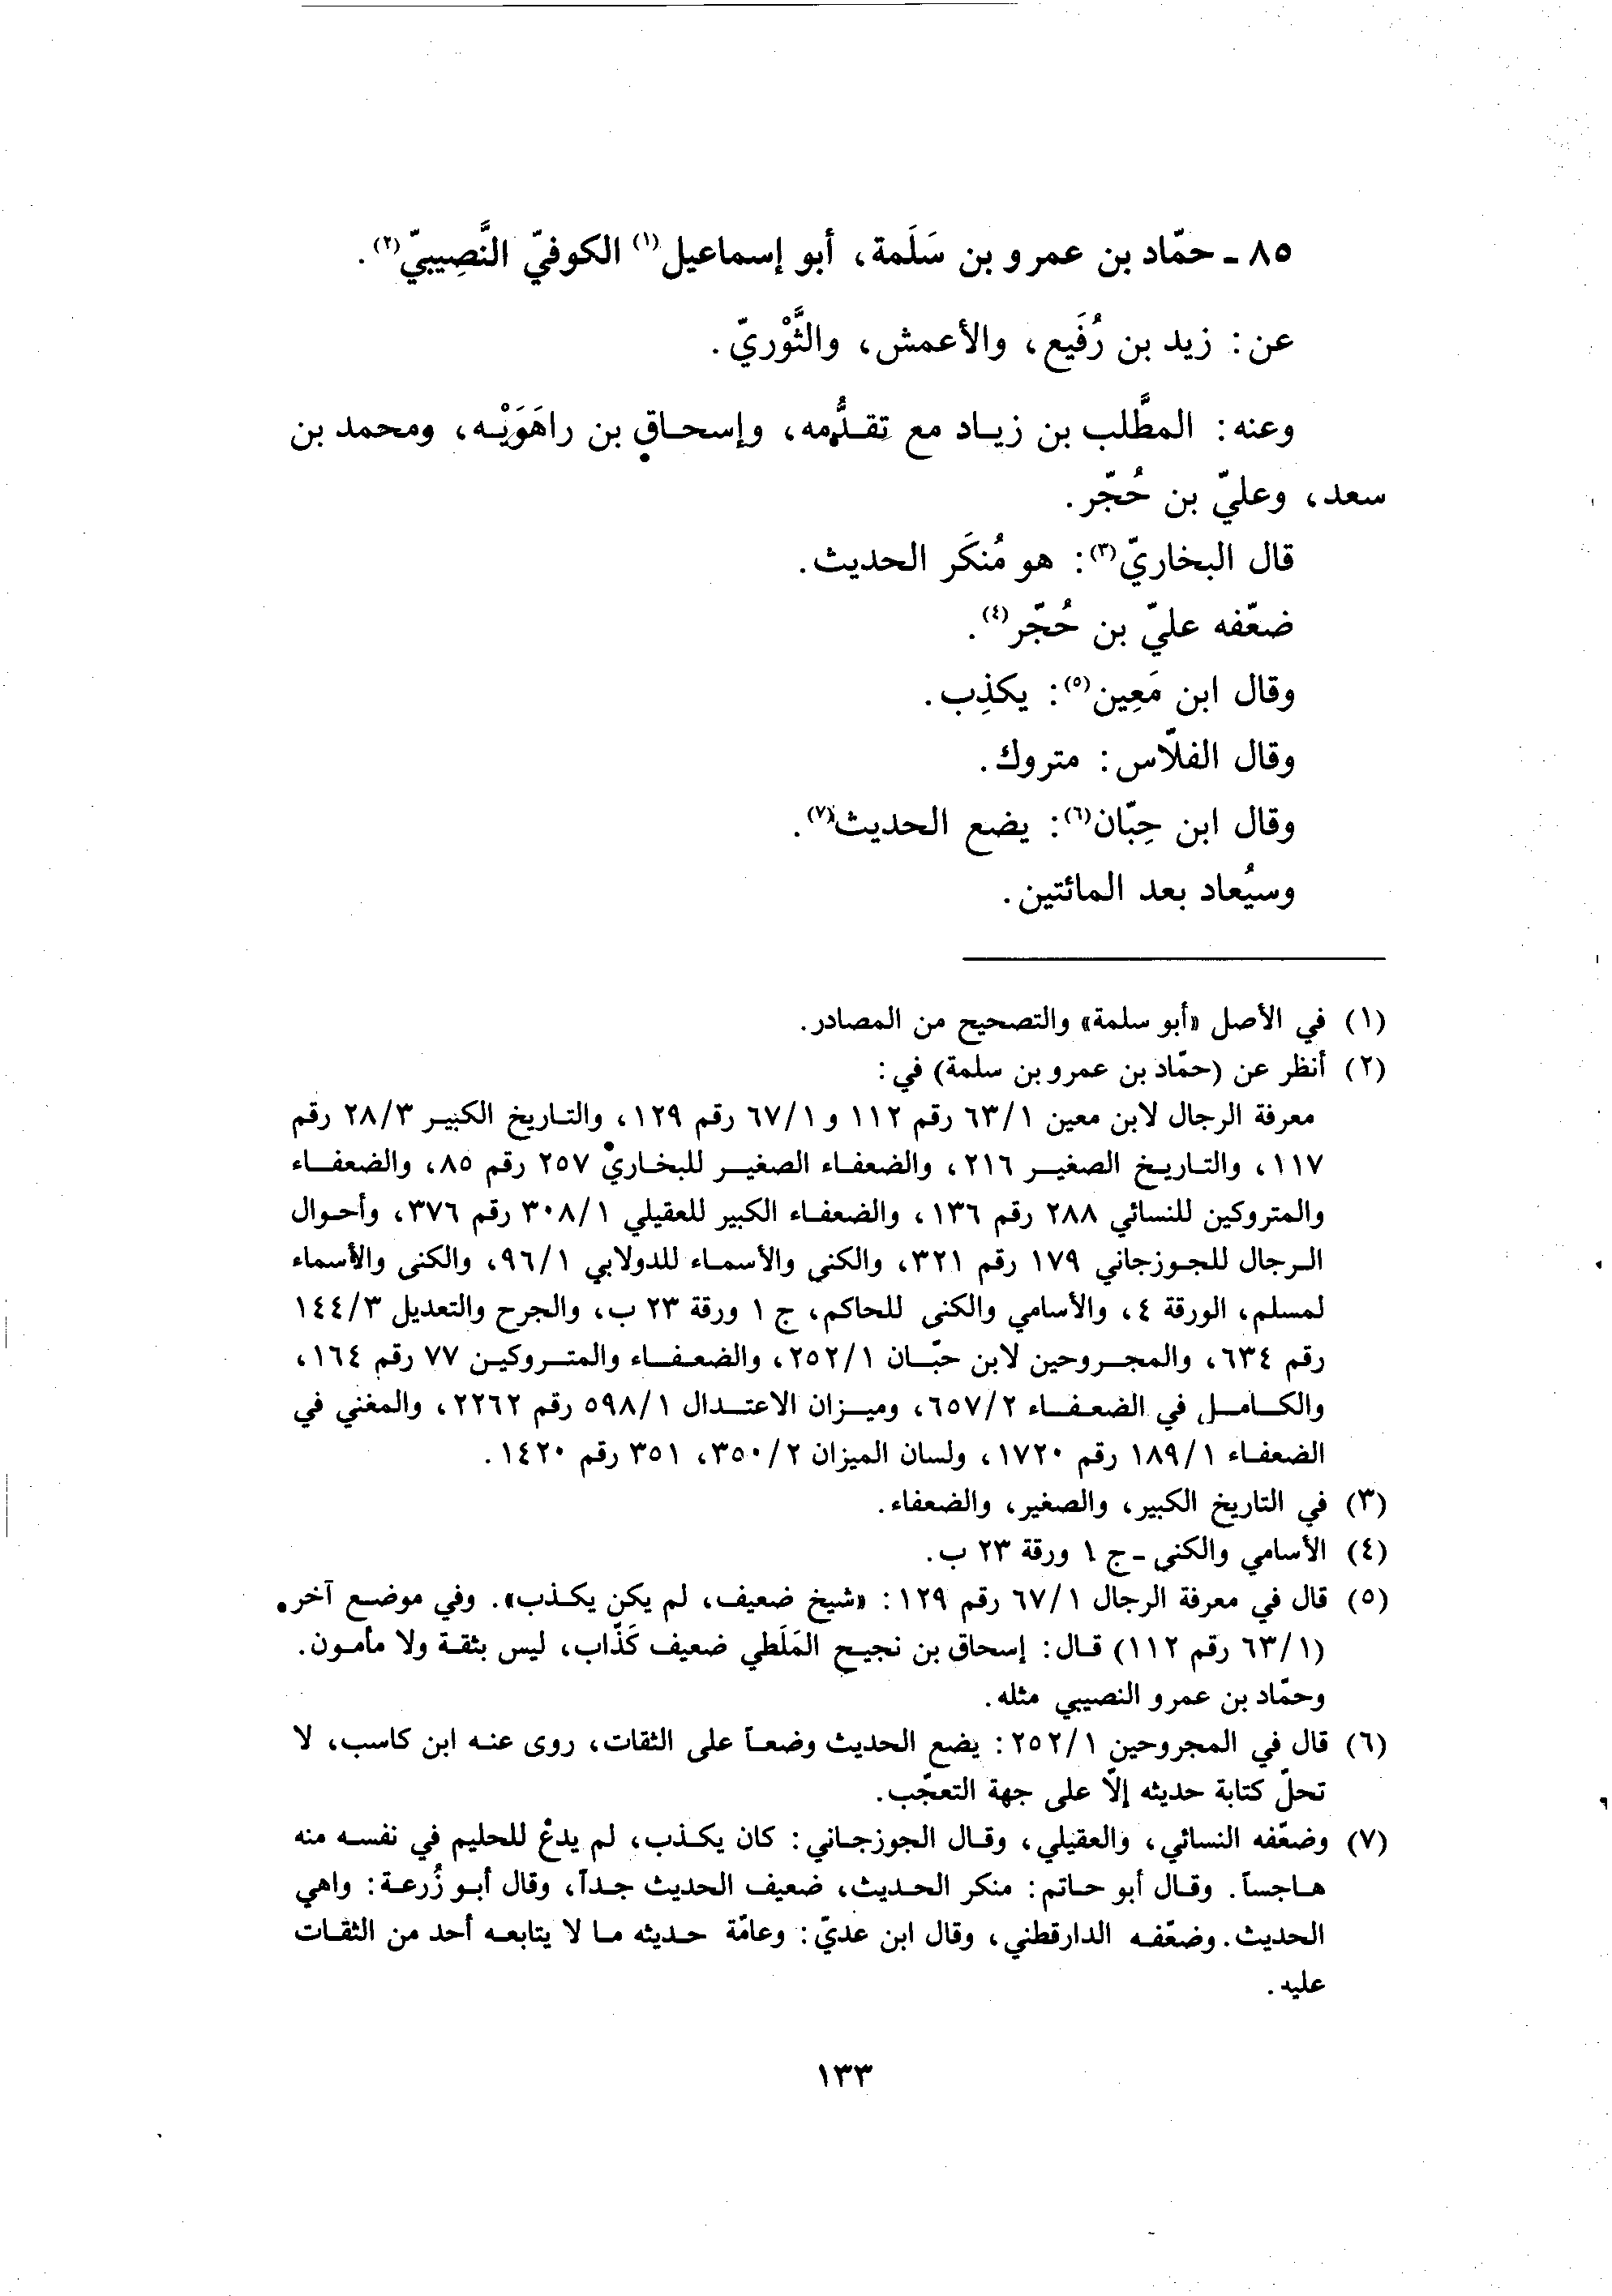 ٨٥ ـ حمّاد بن عمرو بن سَلَمة، أبو إسماعيل(١) الكوفيّ النَّصِيبيّ(٢).
عن: زيد بن رُفَيع، والأعمش، والثَّوْريّ.
وعنه: المطَّلب بن زياد مع تقدُّمه، وإسحاق بن راهَوَيْه، ومحمد بن
سعد، وعليّ بن حُجّر.
قال البخاريّ(٣): هو مُنكَر الحديث.
ضعّفه عليّ بن حُجّر(٤).
وقال ابن مَعِين(٥): يكذِب.
وقال الفلّاس: متروك.
وقال ابن حِبّان(٦): يضع الحديث(٧).
وسيُعاد بعد المائتين.
(١) في الأصل «أبو سلمة» والتصحيح من المصادر.
(٢) أنظر عن (حمّاد بن عمرو بن سلمة) في:
معرفة الرجال لابن معين ٦٣/١ رقم ١١٢ و ٦٧/١ رقم ١٢٩، والتاريخ الكبير ٢٨/٣ رقم
١١٧، والتاريخ الصغير ٢١٦، والضعفاء الصغير للبخاري ٢٥٧ رقم ٨٥، والضعفاء
والمتروكين للنسائي ٢٨٨ رقم ١٣٦، والضعفاء الكبير للعقيلي ٣٠٨/١ رقم ٣٧٦، وأحوال
الرجال للجوزجاني ١٧٩ رقم ٣٢١، والكنى والأسماء للدولابي ٩٦/١، والكنى والأسماء
لمسلم، الورقة ٤، والأسامي والكنى للحاكم، ج ١ ورقة ٢٣ ب، والجرح والتعديل ١٤٤/٣
رقم ٦٣٤، والمجروحين لابن حبّان ٢٥٢/١، والضعفاء والمتروكين ٧٧ رقم ١٦٤،
والكامل في الضعفاء ٦٥٧/٢، وميزان الاعتدال ٥٩٨/١ رقم ٢٢٦٢، والمغني في
الضعفاء ١٨٩/١ رقم ١٧٢٠، ولسان الميزان ٣٥٠/٢، ٣٥١ رقم ١٤٢٠.
(٣) في التاريخ الكبير، والصغير، والضعفاء.
(٤) الأسامي والكنى ـ ج ١ ورقة ٢٣ ب.
(٥) قال في معرفة الرجال ٦٧/١ رقم ١٢٩: «شيخ ضعيف، لم يكن يكذب». وفي موضع آخر
(٦٣/١ رقم ١١٢) قال: إسحاق بن نجيح المَلَطي ضعيف كَذّاب، ليس بثقة ولا مأمون.
وحمّاد بن عمرو النصيبي مثله.
(٦) قال في المجروحين ٢٥٢/١: يضع الحديث وضعاً على الثقات، روى عنه ابن كاسب، لا
تحلّ كتابة حديثه إلّا على جهة التعجّب.
(٧) وضعّفه النسائي، والعقيلي، وقال الجوزجاني: كان يكذب، لم يدعْ للحليم في نفسه منه
هاجساً. وقال أبو حاتم: منكر الحديث، ضعيف الحديث جداً، وقال أبو زُرعة: واهي
الحديث. وضعّفه الدارقطني، وقال ابن عديّ: وعامّة حديثه ما لا يتابعه أحد من الثقات
عليه.
١٣٣